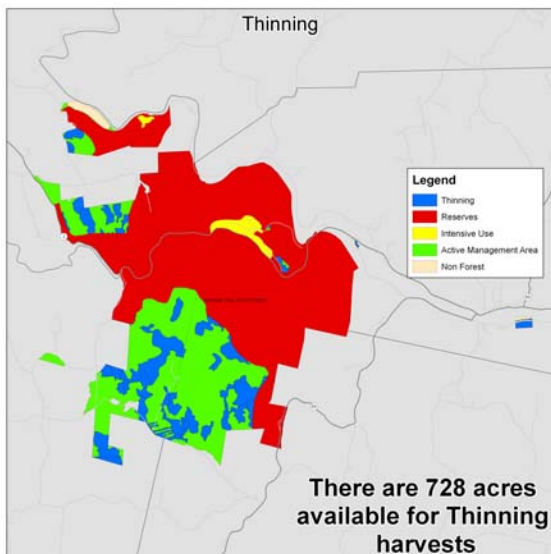 Thinning
Legend
Thinning
Reserves
Intensive Use
Active Management Area
Non Forest
There are 728 acres
available for Thinning
harvests